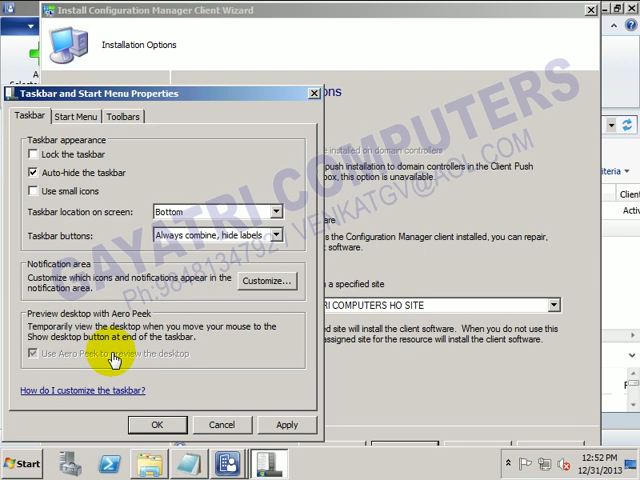 Install Configuration Manager Client Wizard
Installation Options
Taskbar and Start Menu Properties
Taskbar
Start Menu
Toolbars
Taskbar appearance
Lock the taskbar
Auto-hide the taskbar
Use small icons
Taskbar location on screen:
Bottom
Taskbar buttons:
Always combine, hide labels
Notification area
Customize which icons and notifications appear in the
notification area.
Customize...
Preview desktop with Aero Peek
Temporarily view the desktop when you move your mouse to the
Show desktop button at end of the taskbar.
Use Aero Peek to preview the desktop
How do I customize the taskbar?
OK
Cancel
Apply
ons
be installed on domain controllers
push installation to domain controllers in the Client Push
box, this option is unavailable.
are
s the Configuration Manager client installed, you can repair,
software.
m a specified site
RI COMPUTERS HO SITE
ed site will install the client software. When you do not use this
assigned site for the resource will install the client software.
GAYATRI COMPUTERS
Ph:9848134792 | VENKATGV@AOL.COM
iteria
Client
Activ
Start
12:52 PM
12/31/2013